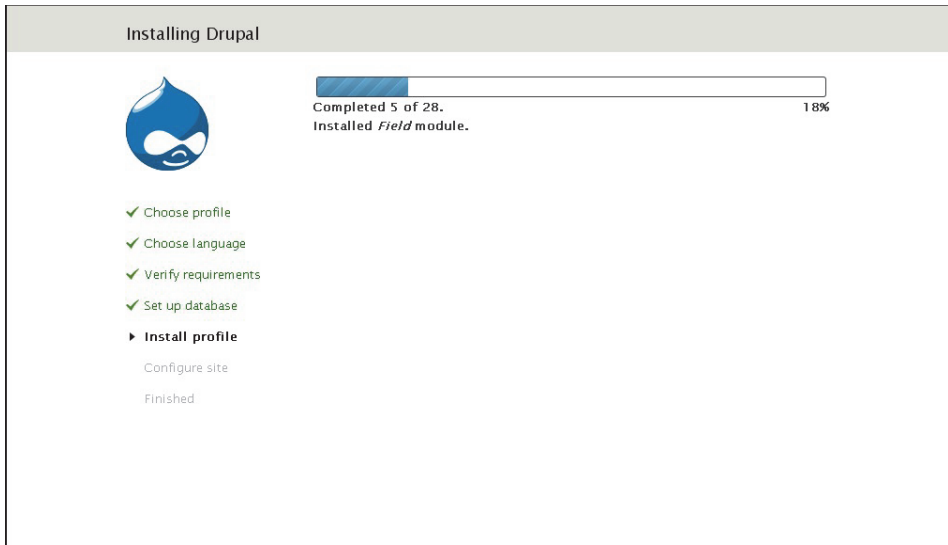 Installing Drupal
Completed 5 of 28.
18%
Installed Field module.
Choose profile
Choose language
Verify requirements
Set up database
Install profile
Configure site
Finished